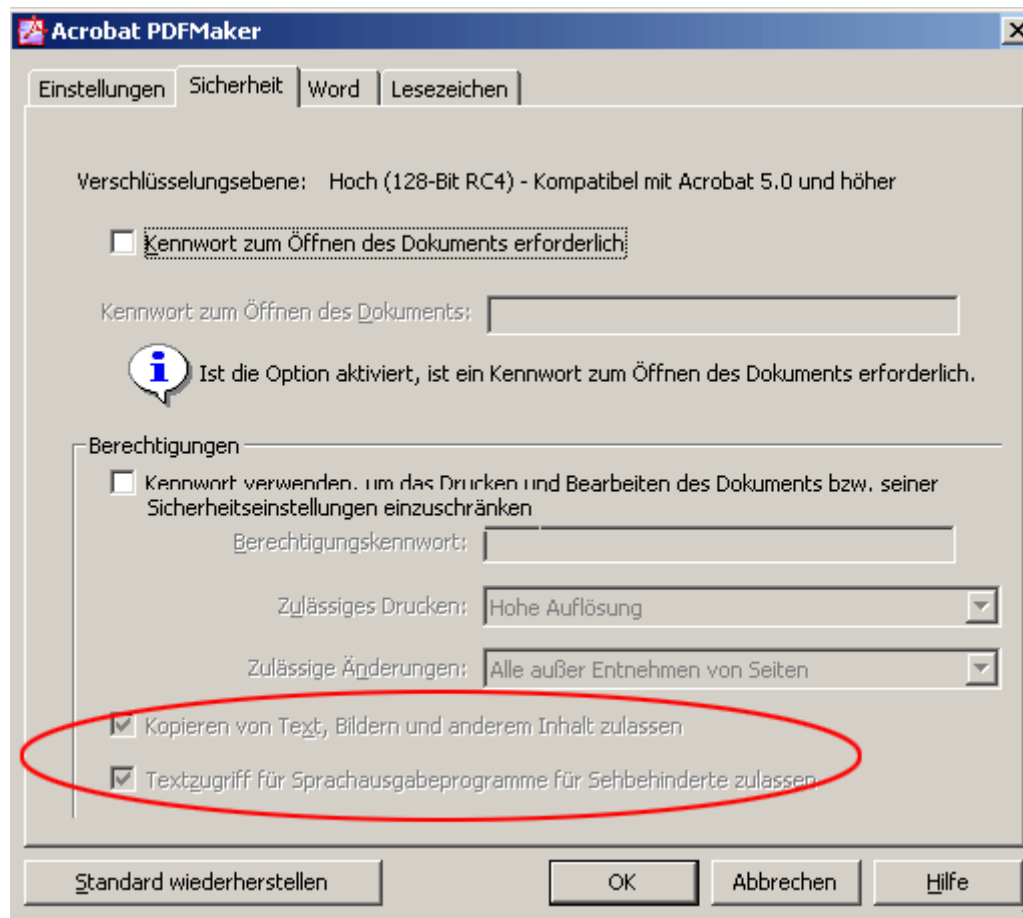 Acrobat PDFMaker
Einstellungen Sicherheit Word Lesezeichen
Verschlüsselungsebene: Hoch (128-Bit RC4) - Kompatibel mit Acrobat 5.0 und höher
Kennwort zum Öffnen des Dokuments erforderlich
Kennwort zum Öffnen des Dokuments:
Ist die Option aktiviert, ist ein Kennwort zum Öffnen des Dokuments erforderlich.
Berechtigungen
Kennwort verwenden, um das Drucken und Bearbeiten des Dokuments bzw. seiner
Sicherheitseinstellungen einzuschränken
Berechtigungskennwort:
Zulässiges Drucken: Hohe Auflösung
Zulässige Änderungen: Alle außer Entnehmen von Seiten
Kopieren von Text, Bildern und anderem Inhalt zulassen
Textzugriff für Sprachausgabeprogramme für Sehbehinderte zulassen
Standard wiederherstellen OK Abbrechen Hilfe